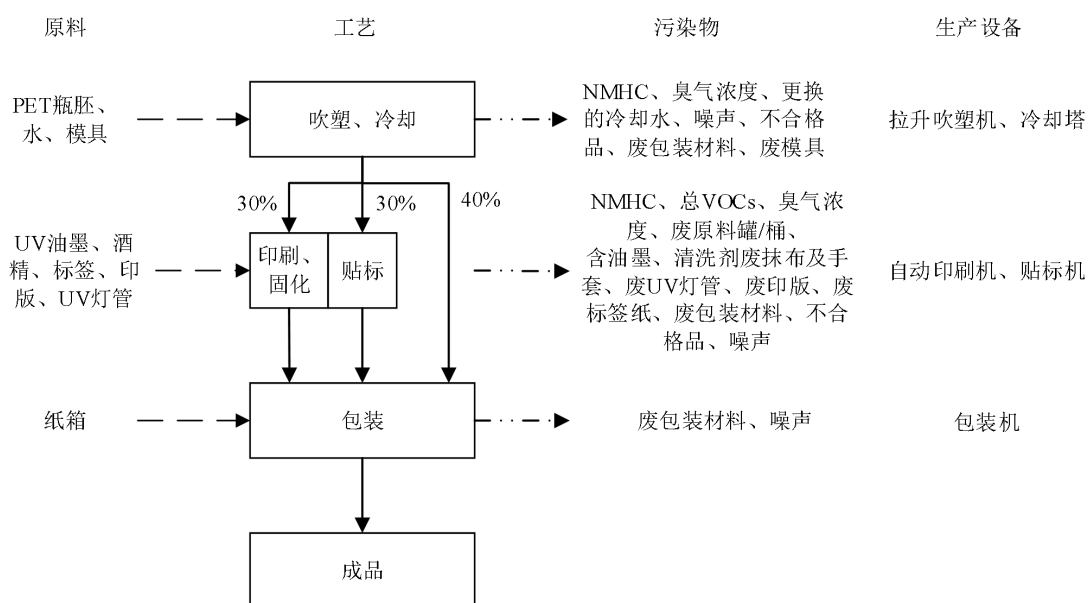 原料
工艺
污染物
生产设备
PET瓶胚、
水、模具
吹塑、冷却
NMHC、臭气浓度、更换
的冷却水、噪声、不合格
品、废包装材料、废模具
拉升吹塑机、冷却塔
30%
30%
40%
UV油墨、酒
精、标签、印
版、UV灯管
印刷、
固化
贴标
NMHC、总VOCs、臭气浓
度、废原料罐/桶、
含油墨、清洗剂废抹布及手
套、废UV灯管、废印版、废
标签纸、废包装材料、不合
格品、噪声
自动印刷机、贴标机
纸箱
包装
废包装材料、噪声
包装机
成品